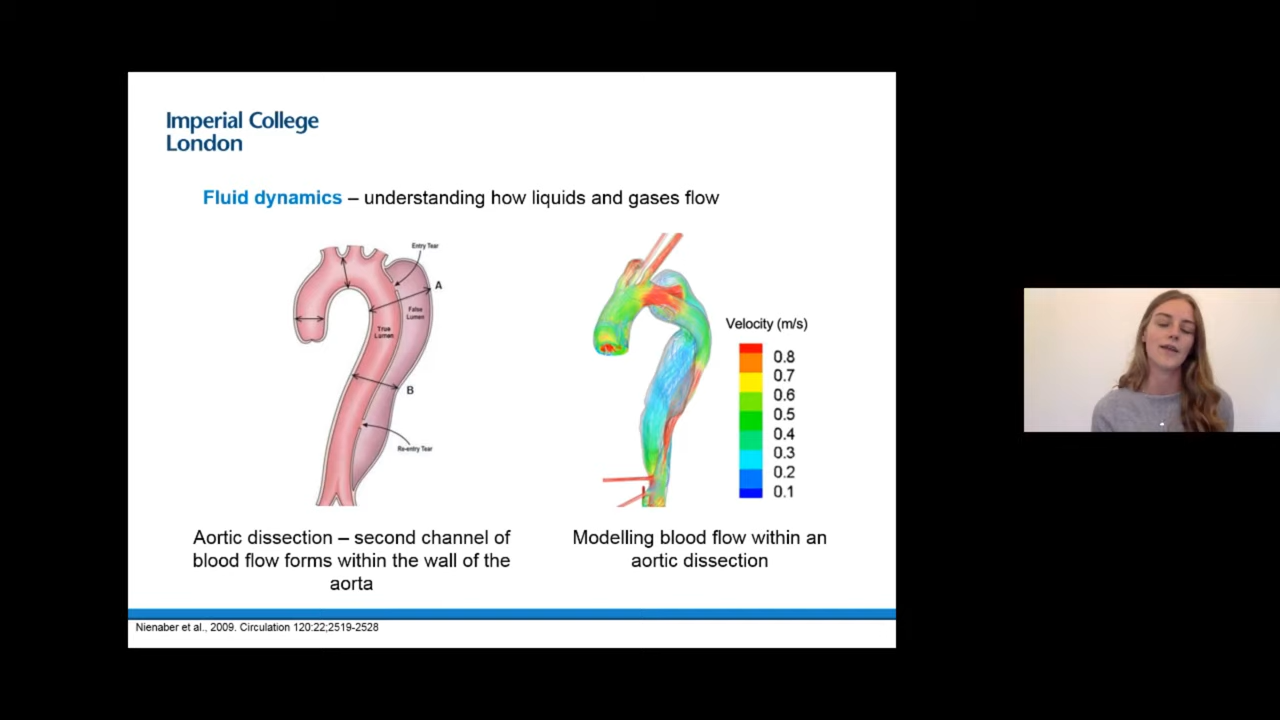 Imperial College
London
Fluid dynamics – understanding how liquids and gases flow
Entry Tear
A
False
Lumen
True
Lumen
B
Re-entry Tear
Velocity (m/s)
0.8
0.7
0.6
0.5
0.4
0.3
0.2
0.1
Aortic dissection – second channel of
blood flow forms within the wall of the
aorta
Modelling blood flow within an
aortic dissection
Nienaber et al., 2009. Circulation 120:22;2519-2528